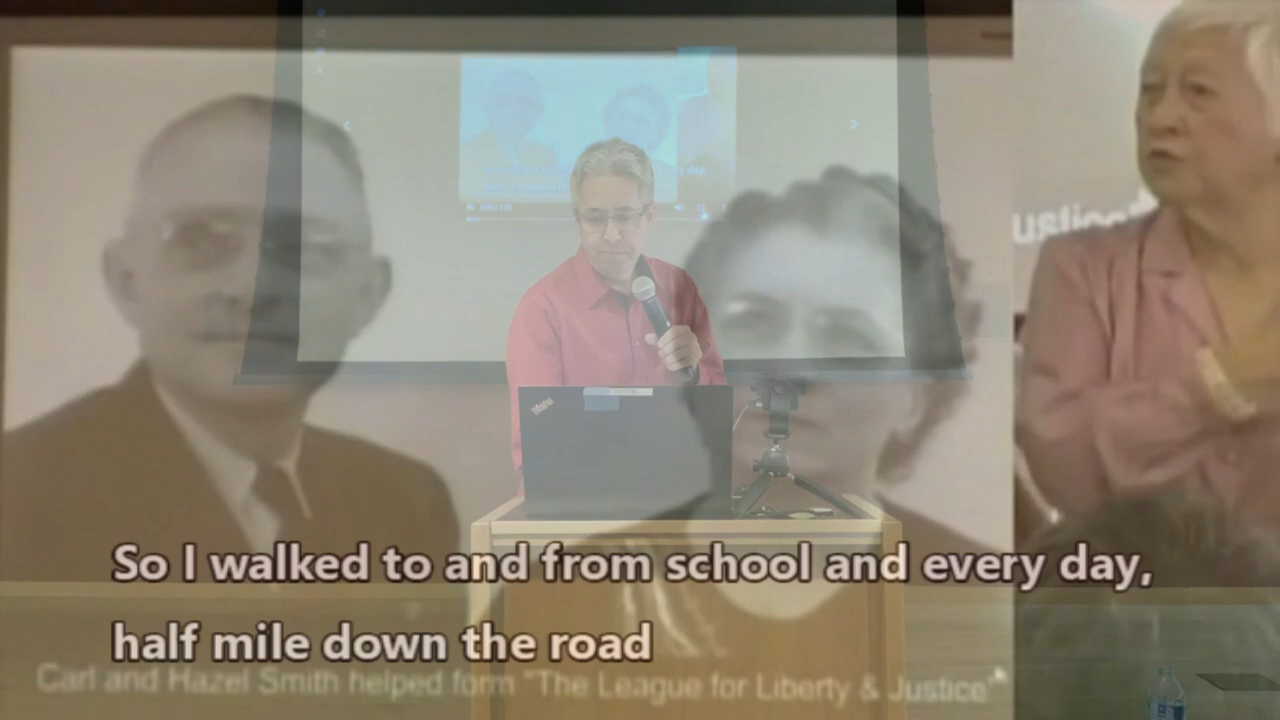 ustice"
So I walked to and from school and every day,
half mile down the road
Carl and Hazel Smith helped form "The League for Liberty & Justice"